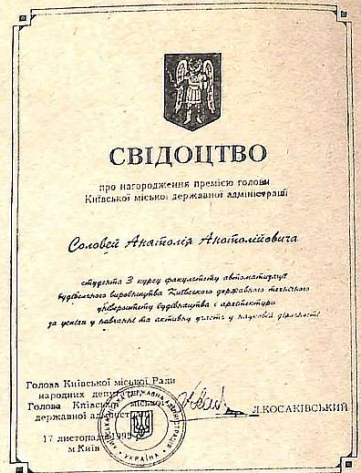 СВІДОЦТВО
про нагородження премією голови
Київської міської державної адміністрації
Соловей Анатолія Анатолійовича
студента 3 курсу факультету автоматизації
будівельного виробництва Київського державного технічного
університету будівництва і архітектури
за успіхи у навчанні та активну участь у науковій діяльності
Голова Київської міської Ради
народних депутатів
Голова Київської міської
державної адміністрації
Л.КОСАКІВСЬКИЙ
17 листопада 1995
м.Київ
УКРАЇНА